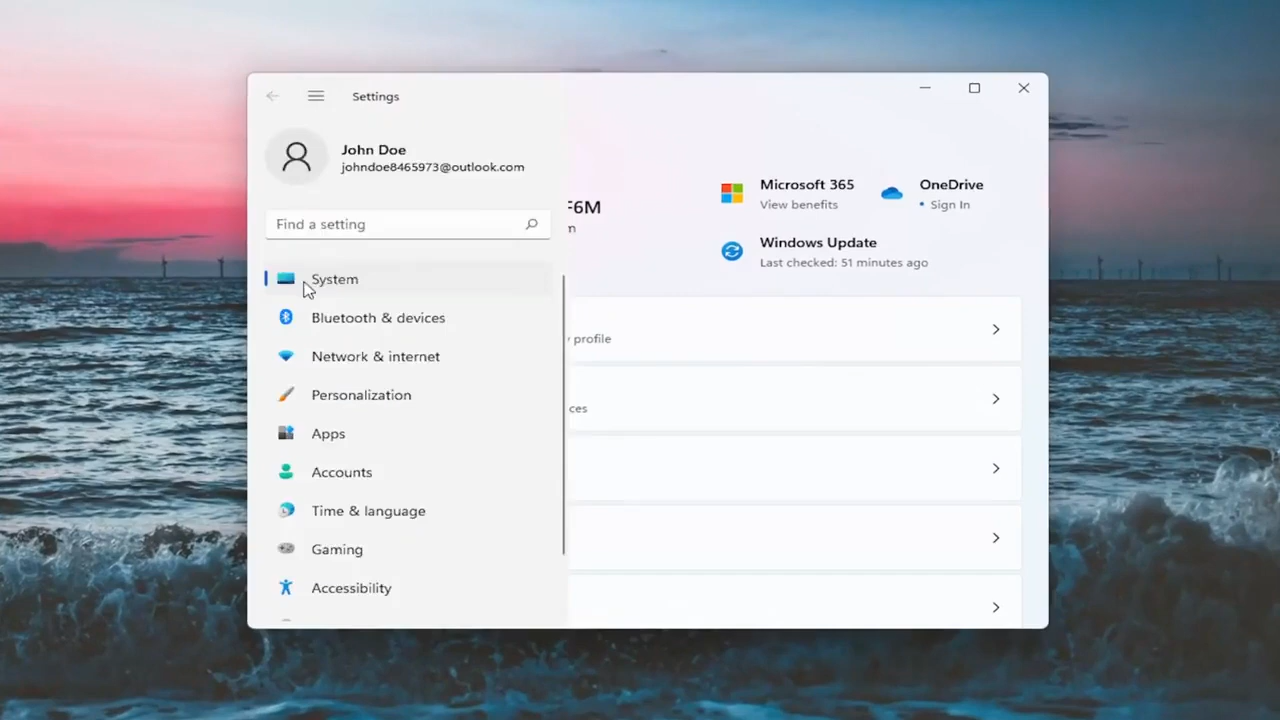 Settings
John Doe
johndoe8465973@outlook.com
Find a setting
System
Bluetooth & devices
Network & internet
Personalization
Apps
Accounts
Time & language
Gaming
Accessibility
F6M
m
Microsoft 365
View benefits
OneDrive
• Sign In
Windows Update
Last checked: 51 minutes ago
profile
ces